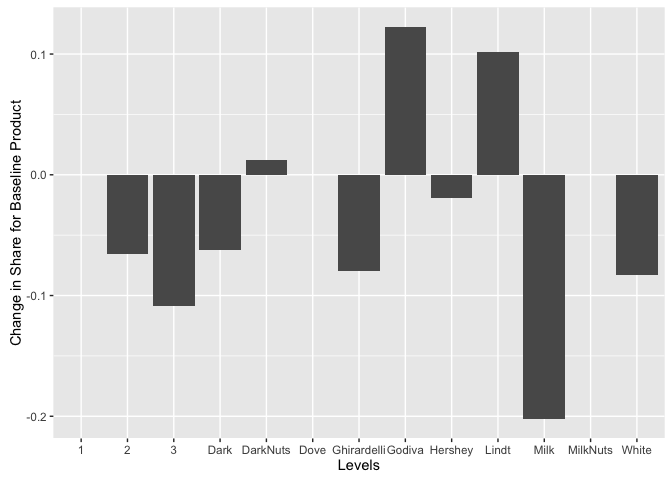 Change in Share for Baseline Product
0.1
0.0
-0.1
-0.2
1 2 3 Dark DarkNuts Dove Ghirardelli Godiva Hershey Lindt Milk MilkNuts White
Levels